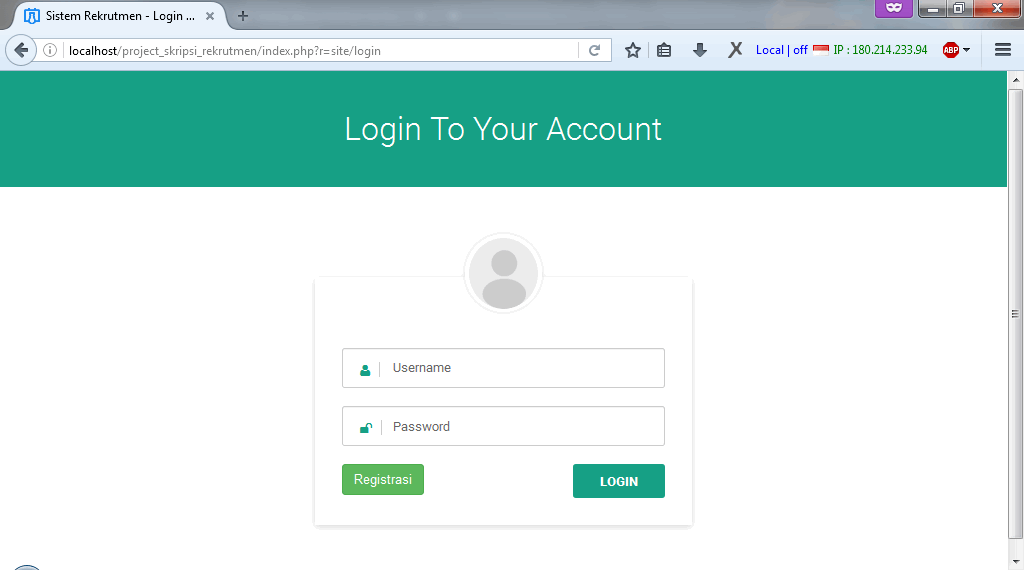 Sistem Rekrutmen - Login ...
localhost/project_skripsi_rekrutmen/index.php?r=site/login
Local | off IP : 180.214.233.94
ABP
Login To Your Account
Username
Password
Registrasi
LOGIN